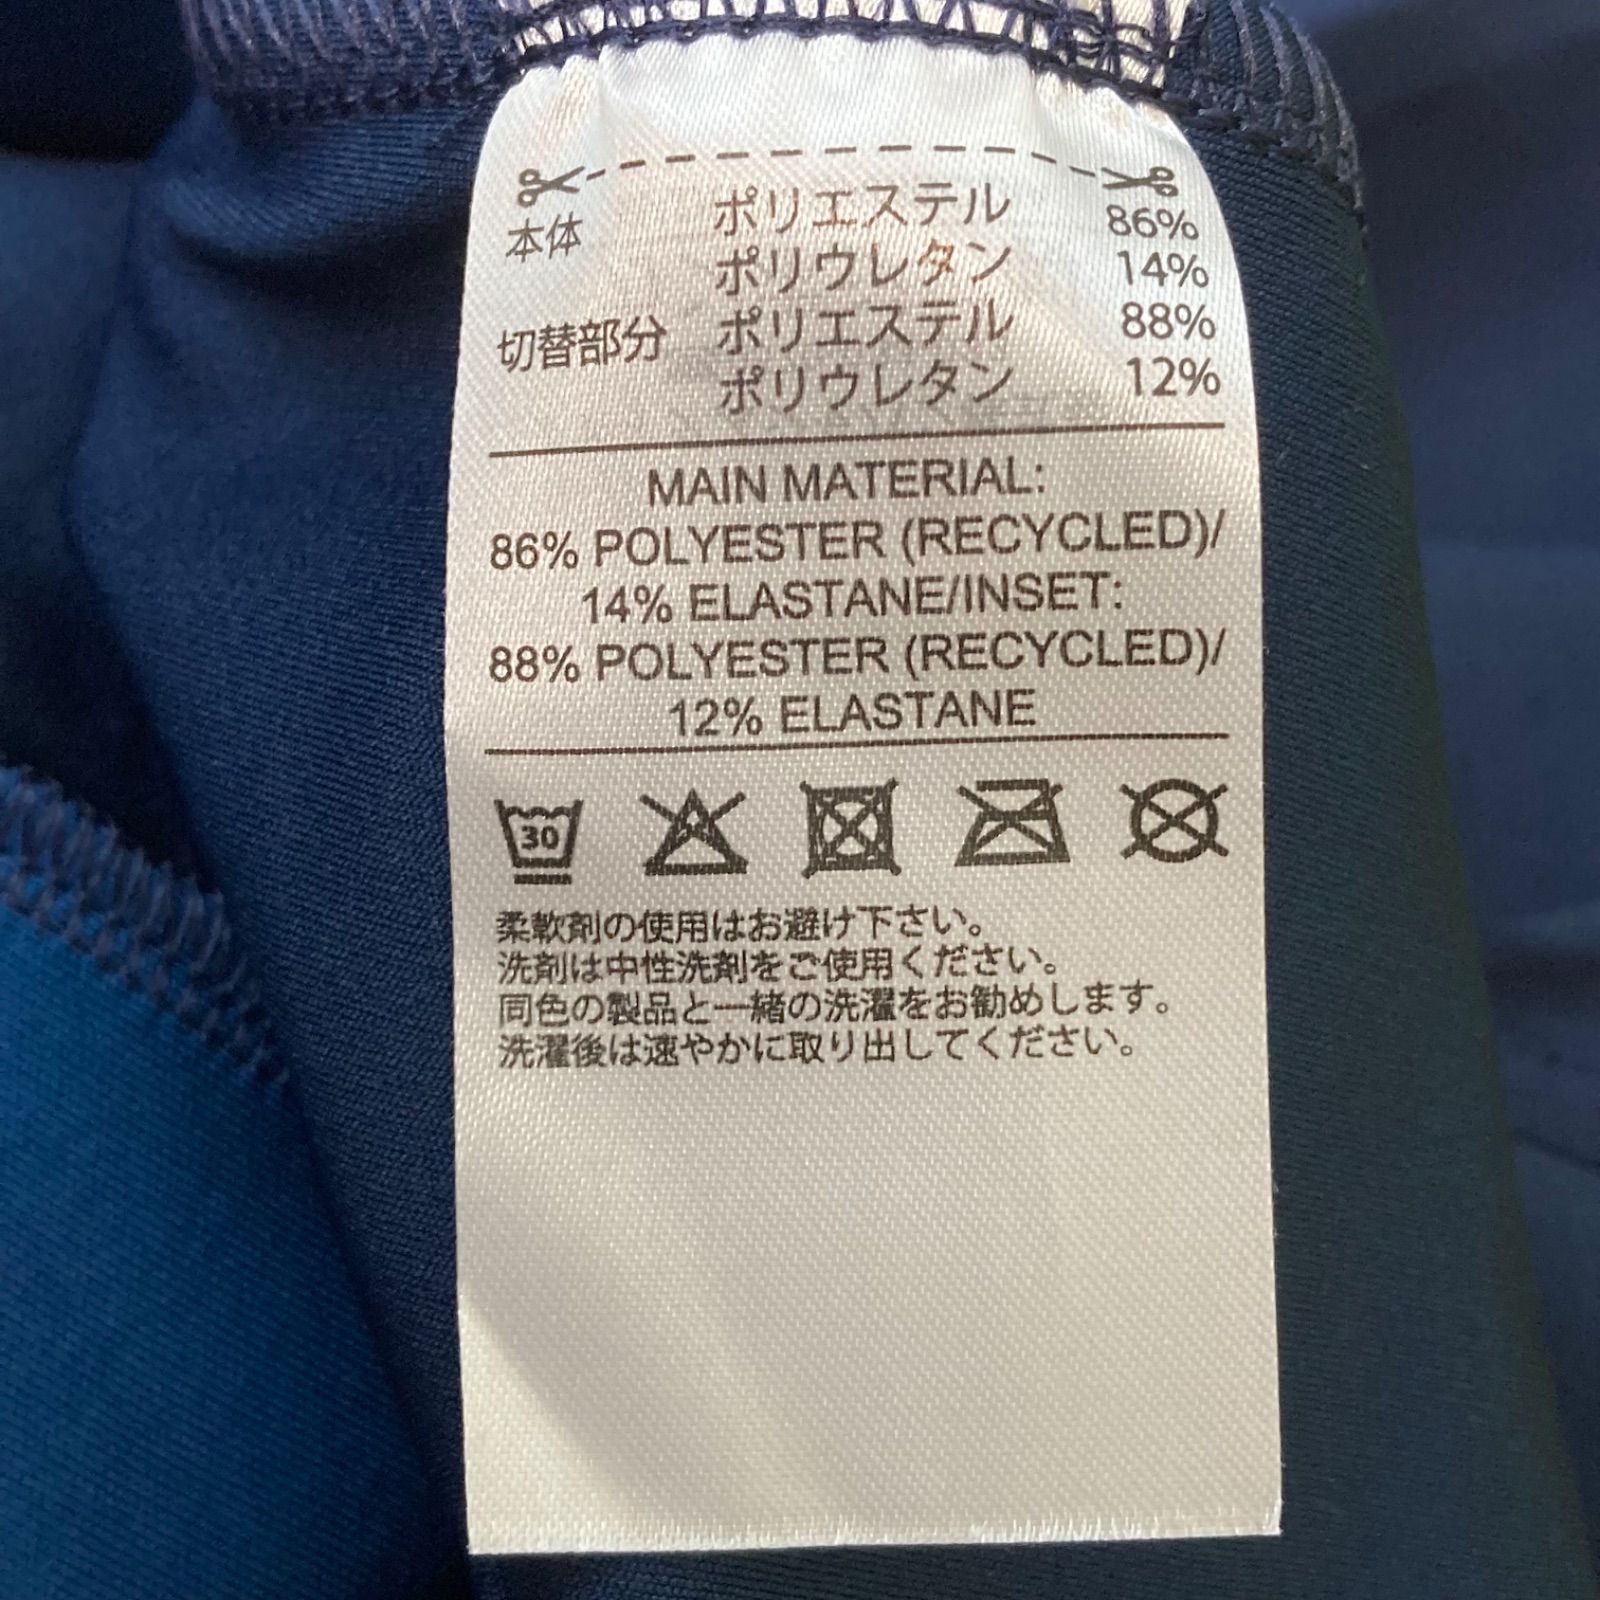 本体 ポリエステル 86%
ポリウレタン 14%
切替部分 ポリエステル 88%
ポリウレタン 12%
MAIN MATERIAL:
86% POLYESTER (RECYCLED)/
14% ELASTANE/INSET:
88% POLYESTER (RECYCLED)/
12% ELASTANE
30
柔軟剤の使用はお避け下さい。
洗剤は中性洗剤をご使用ください。
同色の製品と一緒の洗濯をお勧めします。
洗濯後は速やかに取り出してください。